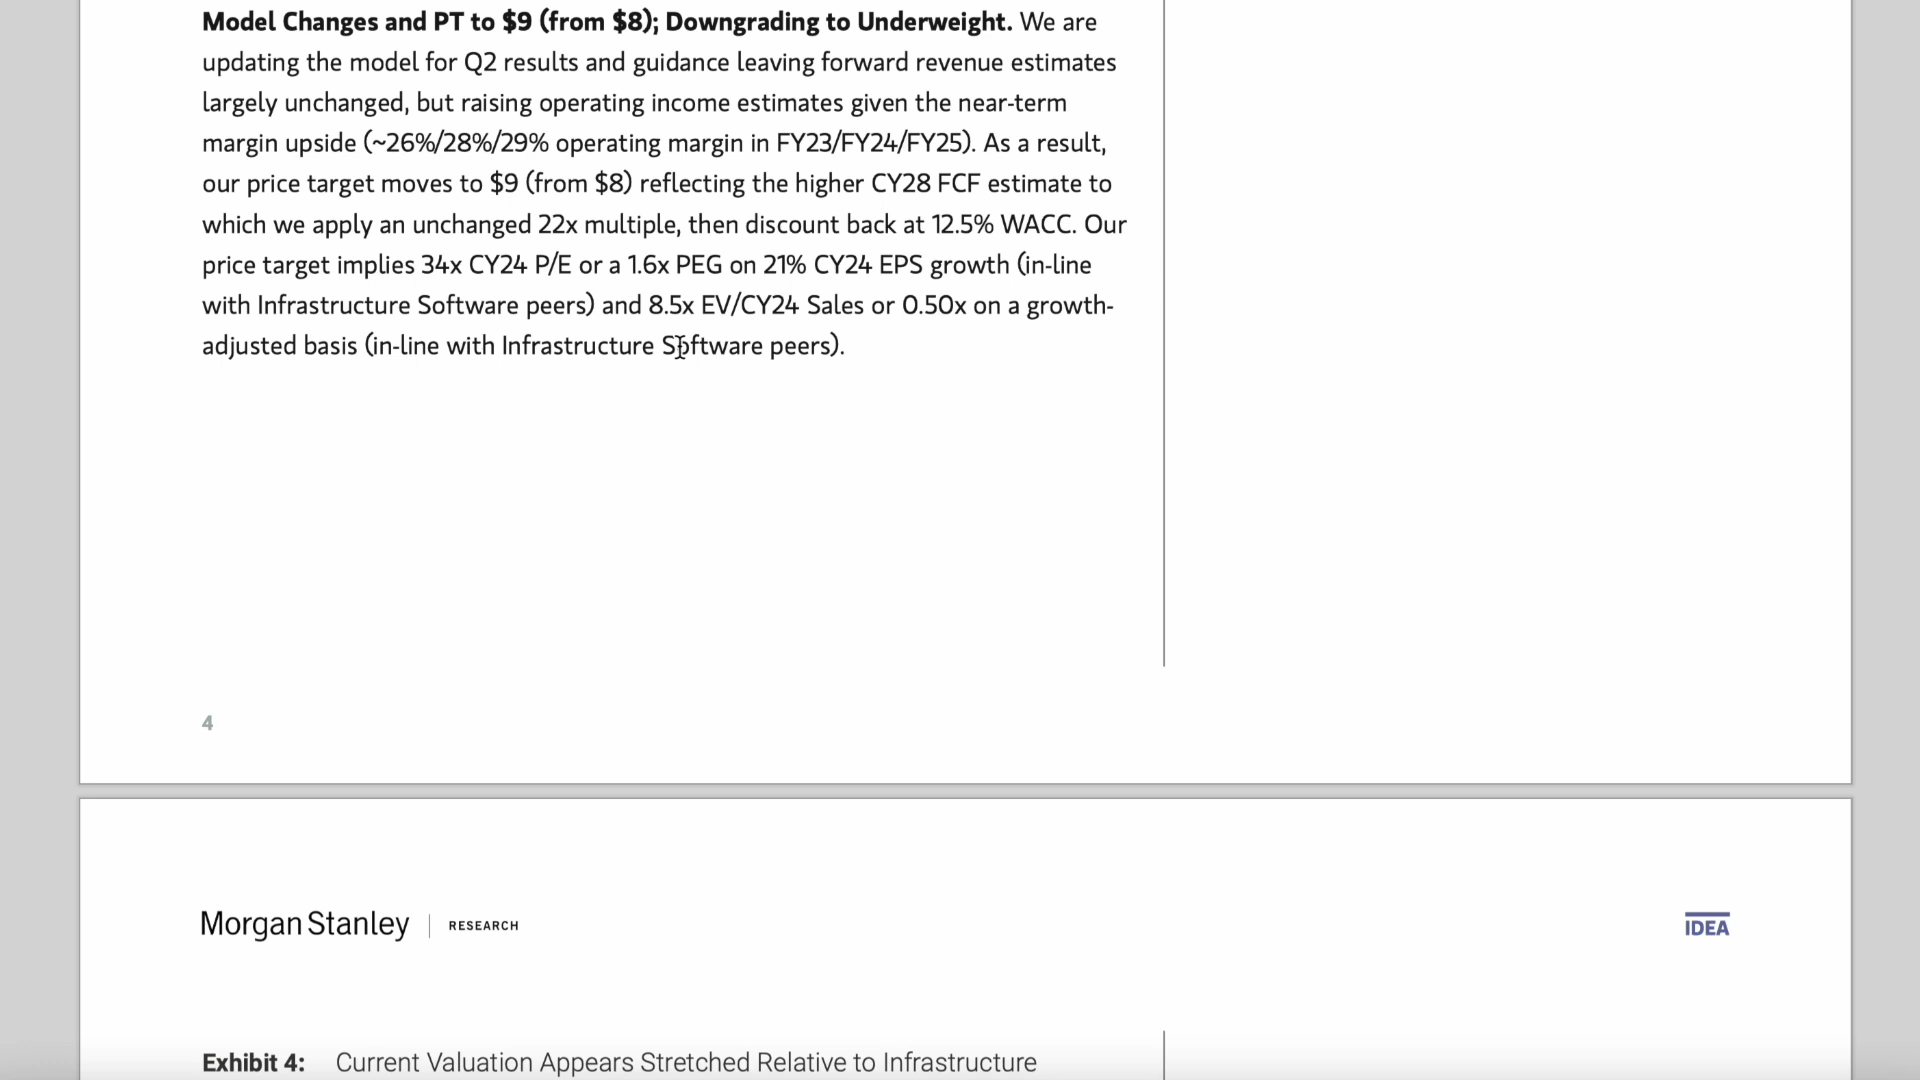 Model Changes and PT to $9 (from $8); Downgrading to Underweight. We are
updating the model for Q2 results and guidance leaving forward revenue estimates
largely unchanged, but raising operating income estimates given the near-term
margin upside (~26%/28%/29% operating margin in FY23/FY24/FY25). As a result,
our price target moves to $9 (from $8) reflecting the higher CY28 FCF estimate to
which we apply an unchanged 22x multiple, then discount back at 12.5% WACC. Our
price target implies 34x CY24 P/E or a 1.6x PEG on 21% CY24 EPS growth (in-line
with Infrastructure Software peers) and 8.5x EV/CY24 Sales or 0.50x on a growth-
adjusted basis (in-line with Infrastructure Software peers).
4
Morgan Stanley | RESEARCH
IDEA
Exhibit 4: Current Valuation Appears Stretched Relative to Infrastructure